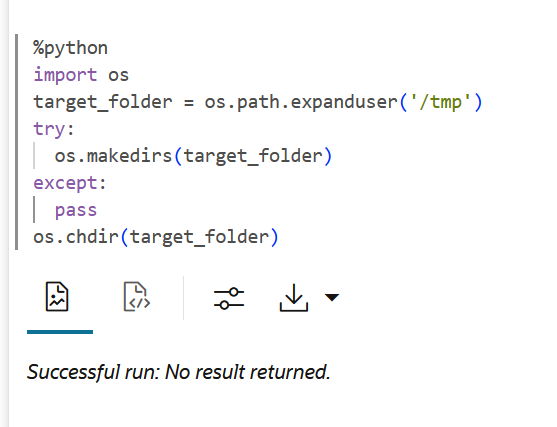 %python
import os
target_folder = os.path.expanduser('/tmp')
try:
  os.makedirs(target_folder)
except:
  pass
os.chdir(target_folder)
Successful run: No result returned.